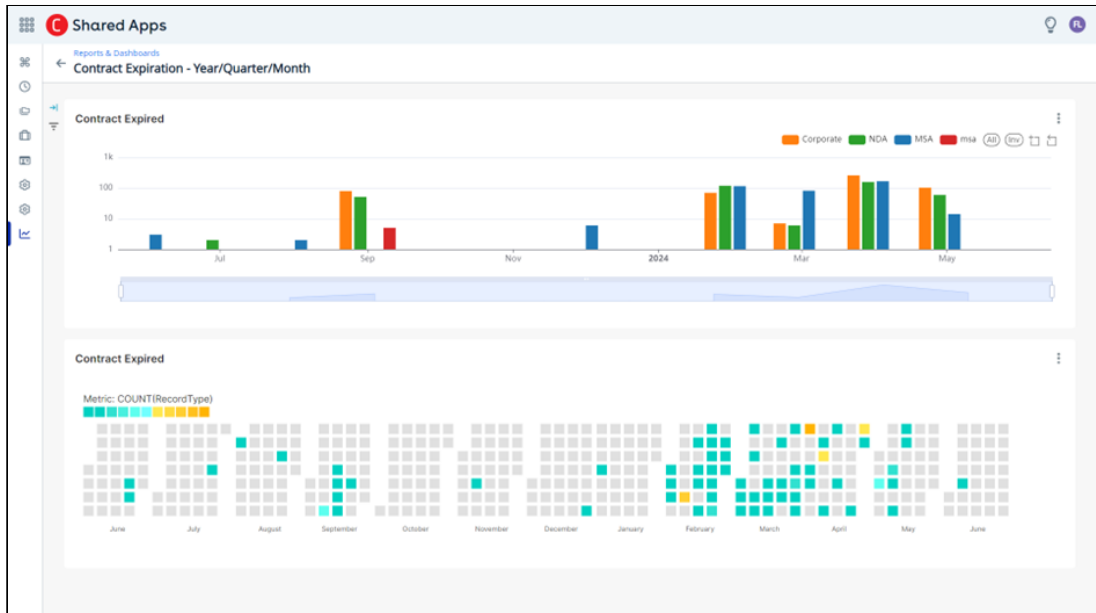 C Shared Apps
FL
Reports & Dashboards
Contract Expiration - Year/Quarter/Month
Contract Expired
Corporate NDA MSA msa All Inv
1k
100
10
1
Jul Sep Nov 2024 Mar May
Contract Expired
Metric: COUNT(RecordType)
June July August September October November December January February March April May June